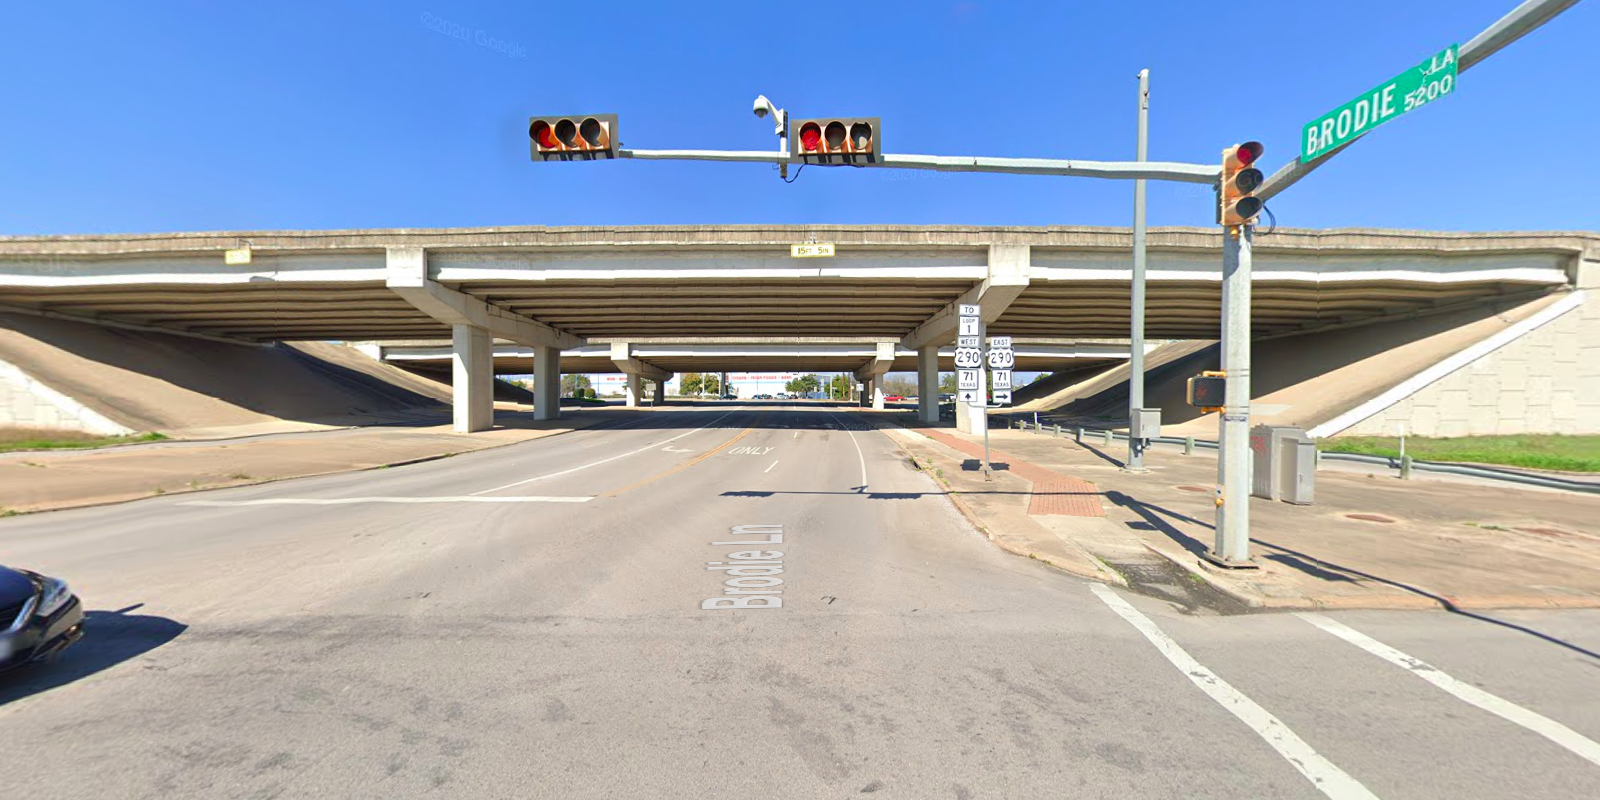 ©2020 Google
BRODIE LA
5200
15FT 5IN
TO
LOOP
1
WEST
290
71
TEXAS
EAST
290
71
TEXAS
ONLY
Brodie Ln